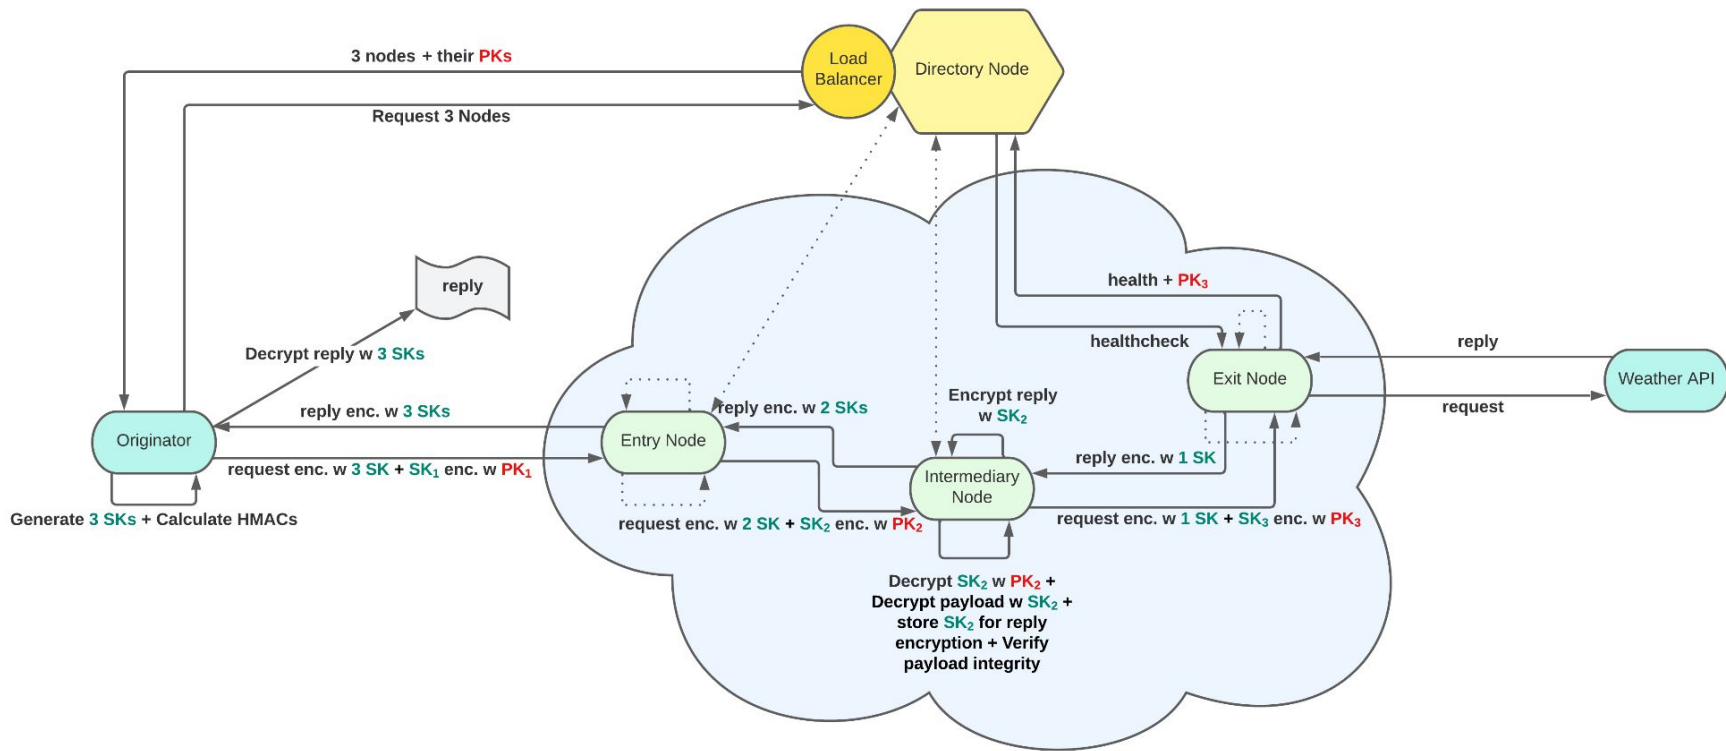 3 nodes + their PKs
Load
Balancer
Directory Node
Request 3 Nodes
reply
health + PK₃
healthcheck
Decrypt reply w 3 SKs
reply
Exit Node
Weather API
request
reply enc. w 3 SKs
reply enc. w 2 SKs
Encrypt reply
w SK₂
Originator
Entry Node
reply enc. w 1 SK
request enc. w 3 SK + SK₁ enc. w PK₁
Intermediary
Node
Generate 3 SKs + Calculate HMACs
request enc. w 2 SK + SK₂ enc. w PK₂
request enc. w 1 SK + SK₃ enc. w PK₃
Decrypt SK₂ w PK₂ +
Decrypt payload w SK₂ +
store SK₂ for reply
encryption + Verify
payload integrity